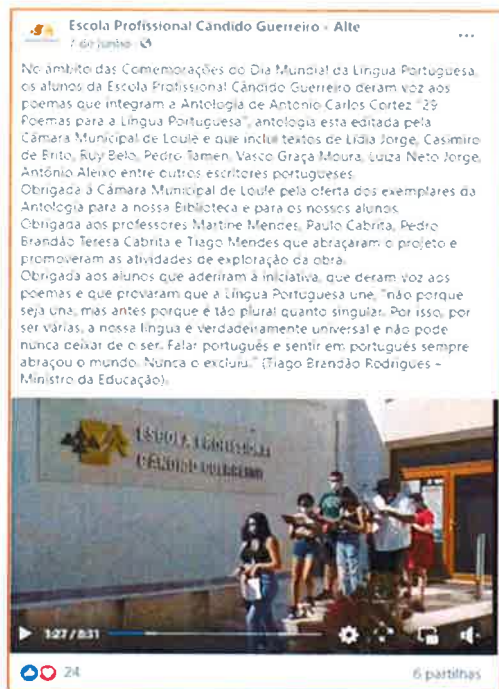 Escola Profissional Cândido Guerreiro - Alte
7 de junho
No âmbito das Comemorações do Dia Mundial da Língua Portuguesa,
os alunos da Escola Profissional Cândido Guerreiro deram voz aos
poemas que integram a Antologia de António Carlos Cortez "29
Poemas para a Língua Portuguesa", antologia esta editada pela
Câmara Municipal de Loulé e que inclui textos de Lídia Jorge, Casimiro
de Brito, Ruy Belo, Pedro Tamen, Vasco Graça Moura, Luiza Neto Jorge,
António Aleixo entre outros escritores portugueses.
Obrigada à Câmara Municipal de Loulé pela oferta dos exemplares da
Antologia para a nossa Biblioteca e para os nossos alunos.
Obrigada aos professores Martine Mendes, Paulo Cabrita, Pedro
Brandão Teresa Cabrita e Tiago Mendes que abraçaram o projeto e
promoveram as atividades de exploração da obra.
Obrigada aos alunos que aderiram à iniciativa, que deram voz aos
poemas e que provaram que a Língua Portuguesa une, "não porque
seja una, mas antes porque é tão plural quanto singular. Por isso, por
ser várias, a nossa língua é verdadeiramente universal e não pode
nunca deixar de o ser. Falar português e sentir em português sempre
abraçou o mundo. Nunca o excluiu." (Tiago Brandão Rodrigues –
Ministro da Educação).
ESCOLA PROFISSIONAL
CÂNDIDO GUERREIRO
1:27 / 8:31
24
6 partilhas